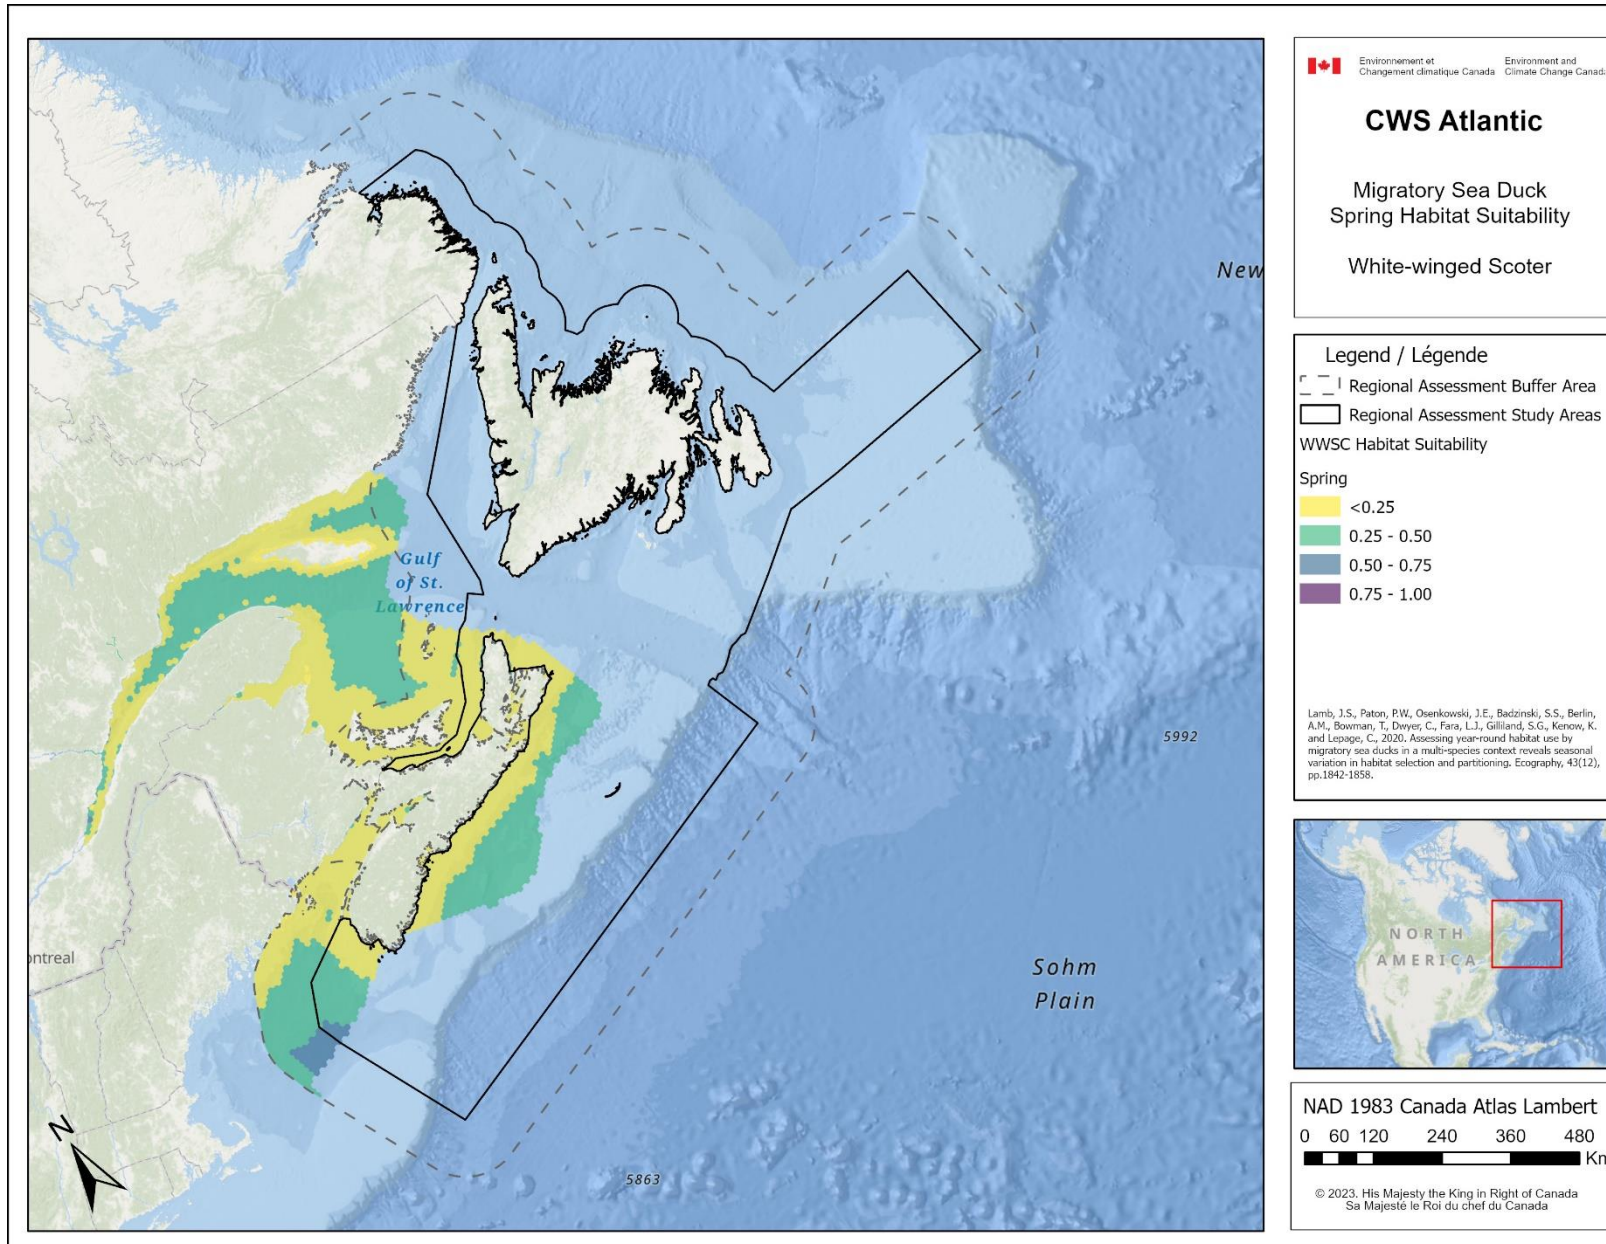 New
Gulf
of St.
Lawrence
5992
ontreal
Sohm
Plain
5863
N
Environnement et
Changement climatique Canada
Environment and
Climate Change Canada
CWS Atlantic
Migratory Sea Duck
Spring Habitat Suitability
White-winged Scoter
Legend / Légende
Regional Assessment Buffer Area
Regional Assessment Study Areas
WWSC Habitat Suitability
Spring
<0.25
0.25 - 0.50
0.50 - 0.75
0.75 - 1.00
Lamb, J.S., Paton, P.W., Osenkowski, J.E., Badzinski, S.S., Berlin,
A.M., Bowman, T., Dwyer, C., Fara, L.J., Gilliland, S.G., Kenow, K.
and Lepage, C., 2020. Assessing year-round habitat use by
migratory sea ducks in a multi-species context reveals seasonal
variation in habitat selection and partitioning. Ecography, 43(12),
pp.1842-1858.
NORTH
AMERICA
NAD 1983 Canada Atlas Lambert
0 60 120 240 360 480
Km
© 2023. His Majesty the King in Right of Canada
Sa Majesté le Roi du chef du Canada